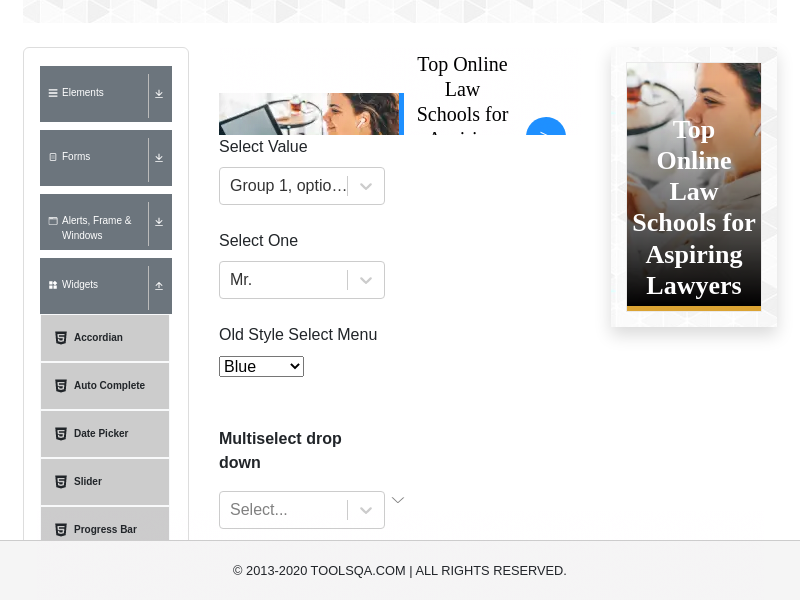 Elements
Forms
Alerts, Frame &
Windows
Widgets
Accordian
Auto Complete
Date Picker
Slider
Progress Bar
Top Online
Law
Schools for
Select Value
Group 1, optio...
Select One
Mr.
Old Style Select Menu
Blue
Multiselect drop
down
Select...
Top
Online
Law
Schools for
Aspiring
Lawyers
© 2013-2020 TOOLSQA.COM | ALL RIGHTS RESERVED.